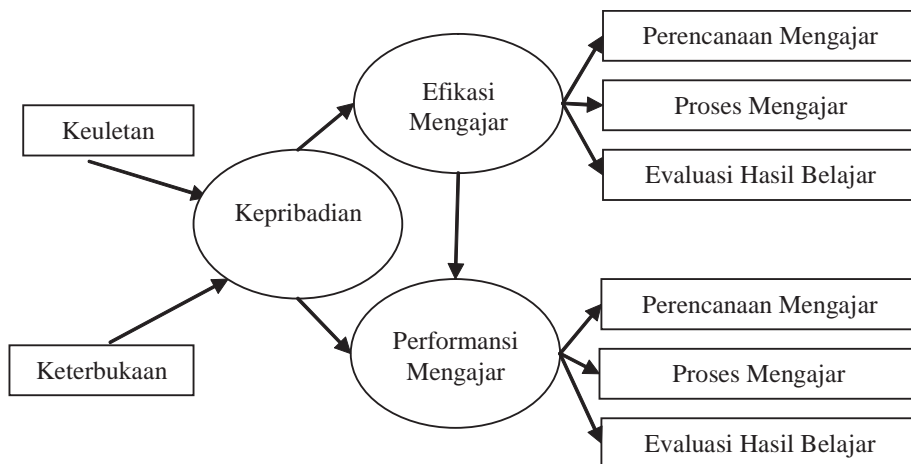 Perencanaan Mengajar
Efikasi
Mengajar
Proses Mengajar
Keuletan
Evaluasi Hasil Belajar
Kepribadian
Perencanaan Mengajar
Performansi
Mengajar
Proses Mengajar
Keterbukaan
Evaluasi Hasil Belajar